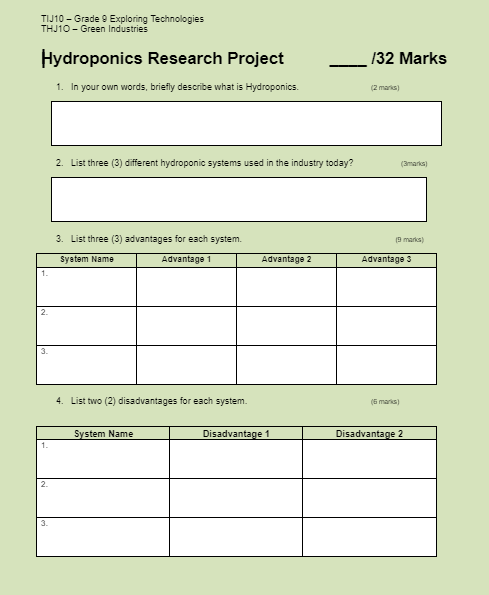 TIJ10 – Grade 9 Exploring Technologies
THJ1O – Green Industries
Hydroponics Research Project ____ /32 Marks
1. In your own words, briefly describe what is Hydroponics. (2 marks)
2. List three (3) different hydroponic systems used in the industry today? (3marks)
3. List three (3) advantages for each system. (9 marks)
System Name Advantage 1 Advantage 2 Advantage 3
1.
2.
3.
4. List two (2) disadvantages for each system. (6 marks)
System Name Disadvantage 1 Disadvantage 2
1.
2.
3.